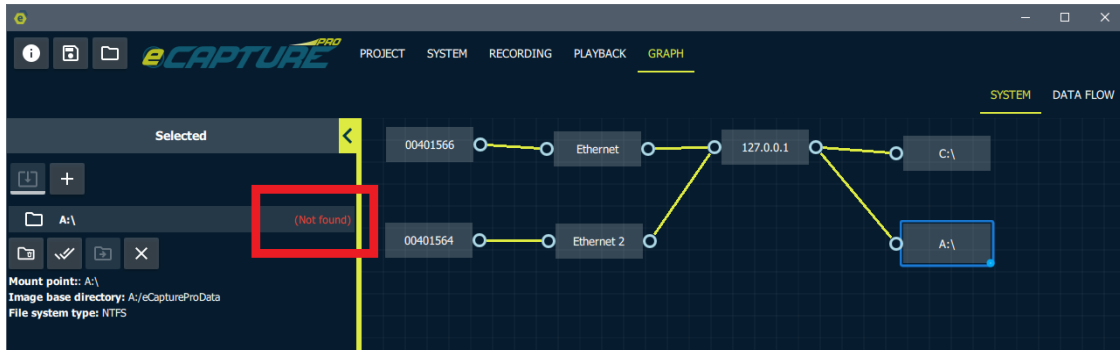 e
eCAPTURE PRO
PROJECT SYSTEM RECORDING PLAYBACK GRAPH
SYSTEM DATA FLOW
Selected
A:\ (Not found)
Mount point:: A:\
Image base directory: A:/eCaptureProData
File system type: NTFS
00401566 Ethernet 127.0.0.1 C:\
00401564 Ethernet 2 A:\